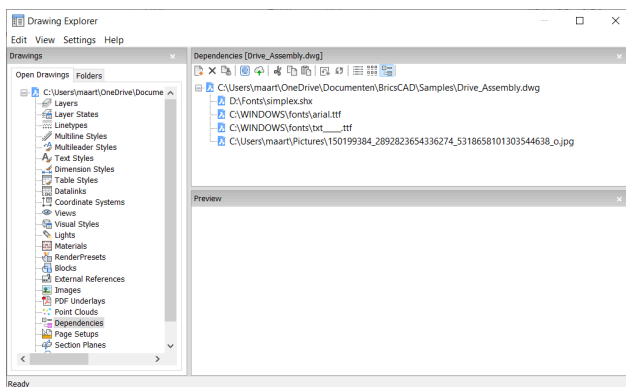 Drawing Explorer
Edit View Settings Help
Drawings
Open Drawings Folders
C:\Users\maart\OneDrive\Docume
Layers
Layer States
Linetypes
Multiline Styles
Multileader Styles
Text Styles
Dimension Styles
Table Styles
Datalinks
Coordinate Systems
Views
Visual Styles
Lights
Materials
RenderPresets
Blocks
External References
Images
PDF Underlays
Point Clouds
Dependencies
Page Setups
Section Planes
Dependencies [Drive_Assembly.dwg]
C:\Users\maart\OneDrive\Documenten\BricsCAD\Samples\Drive_Assembly.dwg
D:\Fonts\simplex.shx
C:\WINDOWS\fonts\arial.ttf
C:\WINDOWS\fonts\txt____.ttf
C:\Users\maart\Pictures\150199384_2892823654336274_5318658101303544638_o.jpg
Preview
Ready